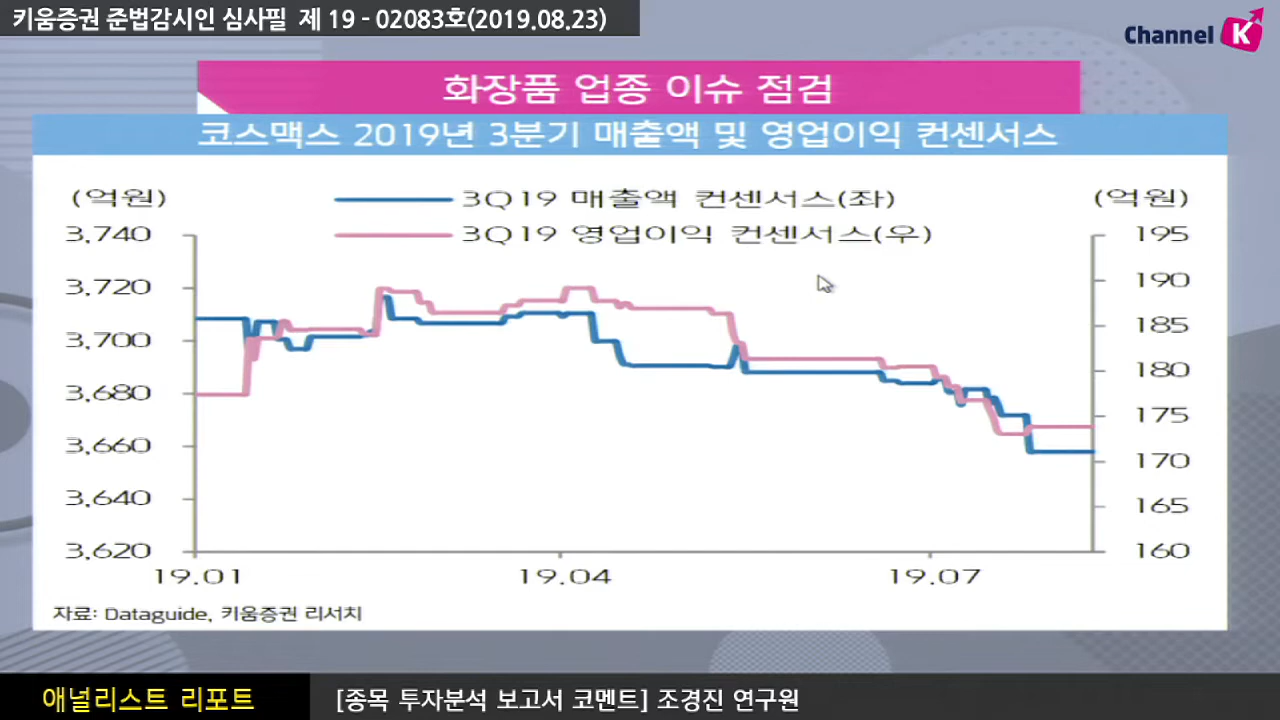 키움증권 준법감시인 심사필 제 19 - 02083호(2019.08.23)
Channel K
화장품 업종 이슈 점검
코스맥스 2019년 3분기 매출액 및 영업이익 컨센서스
(억원)
3Q19 매출액 컨센서스(좌)
(억원)
3Q19 영업이익 컨센서스(우)
3,740
3,720
3,700
3,680
3,660
3,640
3,620
195
190
185
180
175
170
165
160
19.01 19.04 19.07
자료: Dataguide, 키움증권 리서치
애널리스트 리포트
[종목 투자분석 보고서 코멘트] 조경진 연구원